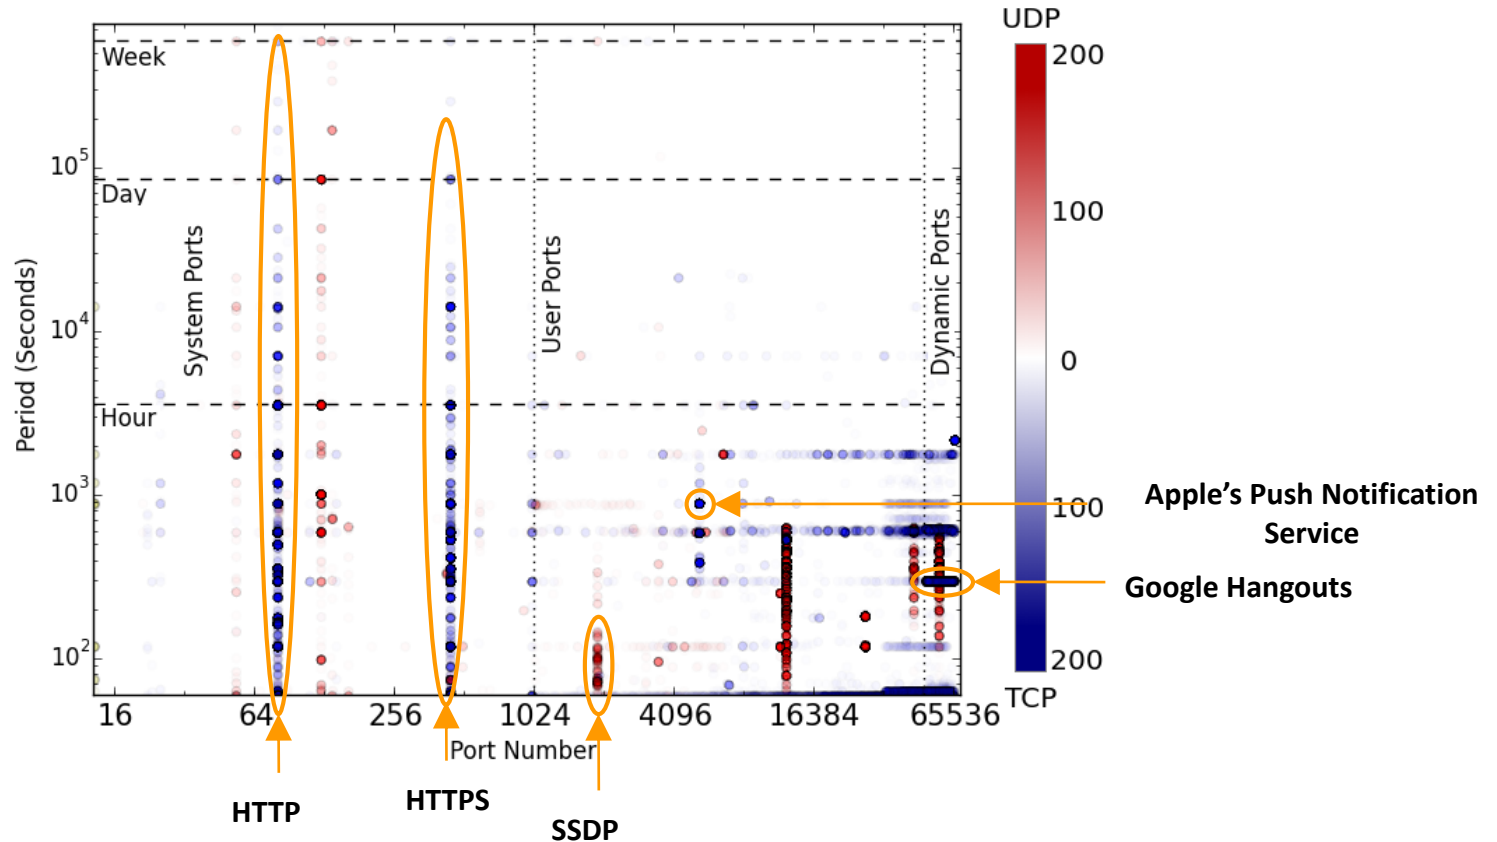 UDP
200
100
0
100
200
TCP
Week
Day
Hour
System Ports
User Ports
Dynamic Ports
Period (Seconds)
10^5
10^4
10^3
10^2
16
64
256
1024
4096
16384
65536
Port Number
HTTP
HTTPS
SSDP
Apple’s Push Notification
Service
Google Hangouts